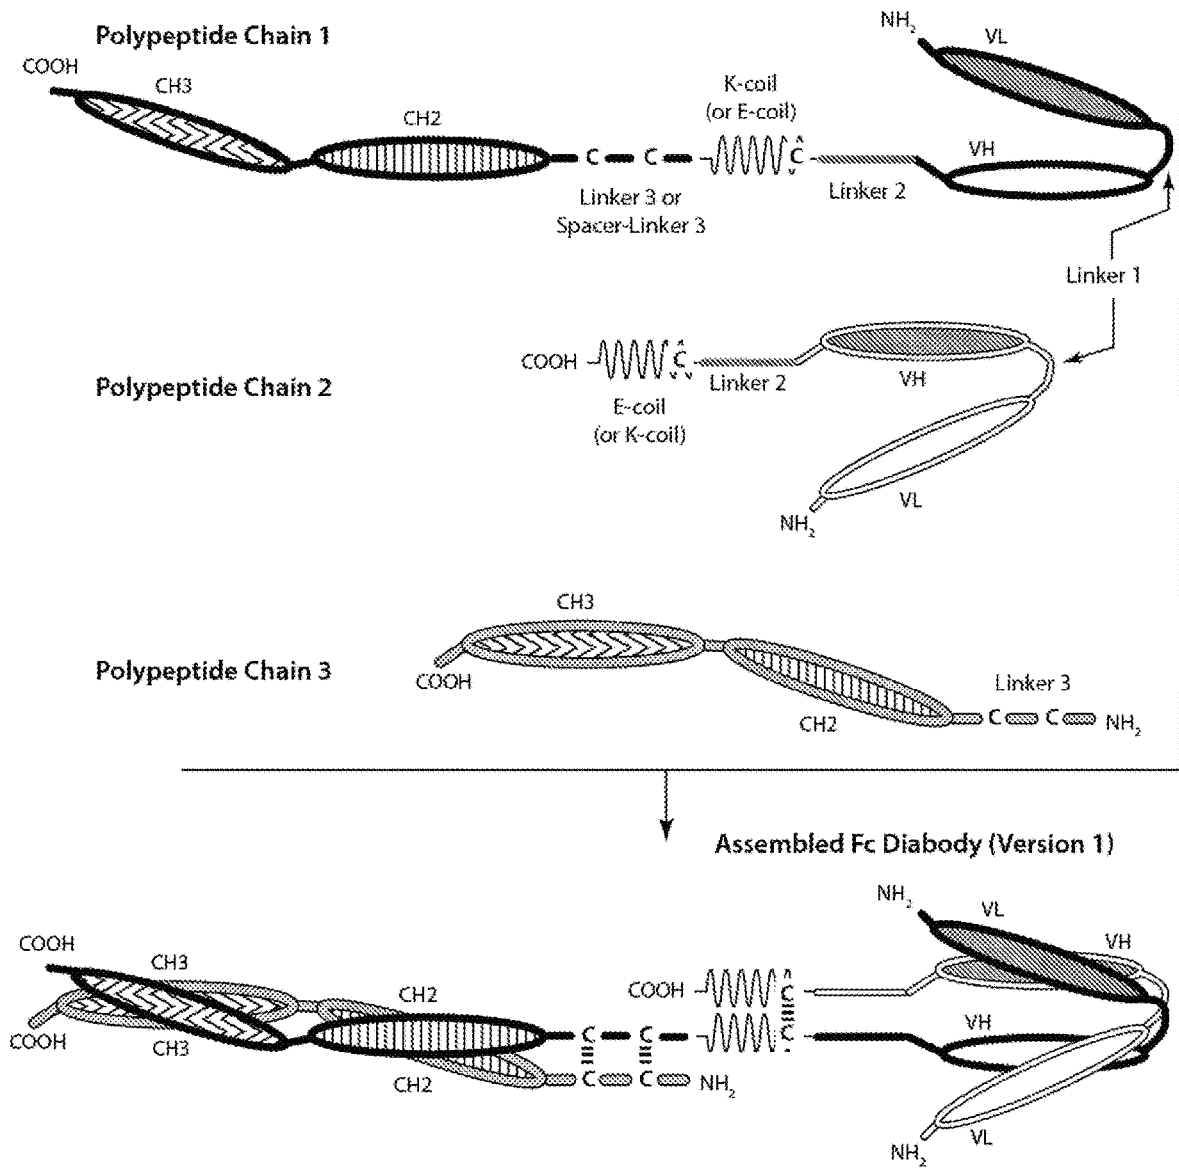 Polypeptide Chain 1
NH2
VL
COOH
CH3
K-coil
(or E-coil)
CH2
C C
C
VH
Linker 2
Linker 3 or
Spacer-Linker 3
Linker 1
COOH
C
Linker 2
VH
Polypeptide Chain 2
E-coil
(or K-coil)
VL
NH2
CH3
Polypeptide Chain 3
COOH
Linker 3
CH2
C C NH2
Assembled Fc Diabody (Version 1)
NH2
VL
VH
COOH
CH3
CH2
COOH
C
VH
COOH
CH3
C C
C
CH2
C C NH2
VL
NH2